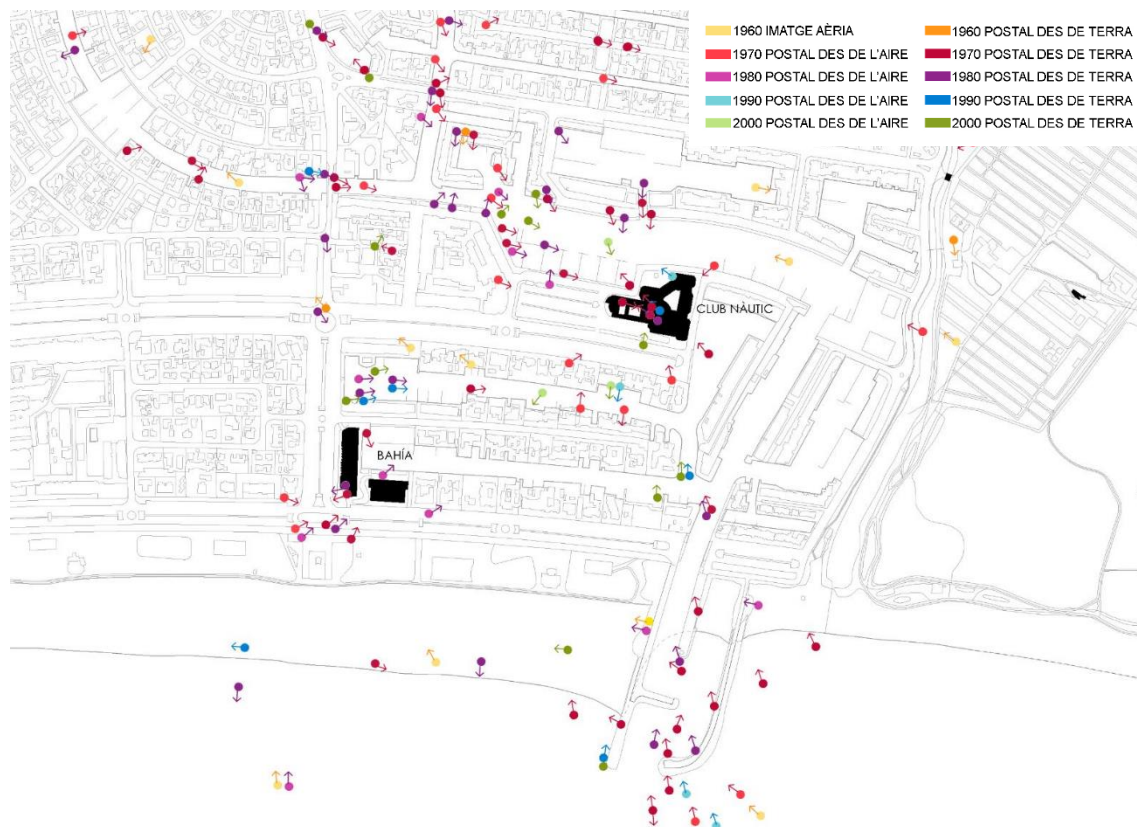 1960 IMATGE AÈRIA
1970 POSTAL DES DE L'AIRE
1980 POSTAL DES DE L'AIRE
1990 POSTAL DES DE L'AIRE
2000 POSTAL DES DE L'AIRE
1960 POSTAL DES DE TERRA
1970 POSTAL DES DE TERRA
1980 POSTAL DES DE TERRA
1990 POSTAL DES DE TERRA
2000 POSTAL DES DE TERRA
CLUB NÀUTIC
BAHÍA